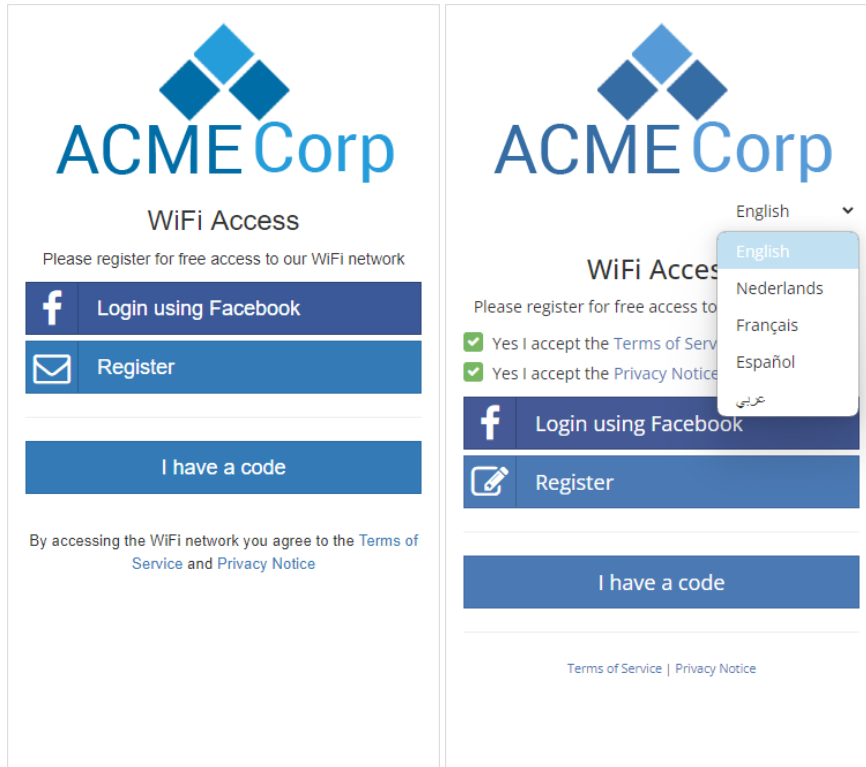 ACME Corp
WiFi Access
Please register for free access to our WiFi network
Login using Facebook
Register
I have a code
By accessing the WiFi network you agree to the Terms of
Service and Privacy Notice
ACME Corp
English
English
Nederlands
Français
Español
عربي
WiFi Acces
Please register for free access to
Yes I accept the Terms of Serv
Yes I accept the Privacy Notice
Login using Facebook
Register
I have a code
Terms of Service | Privacy Notice